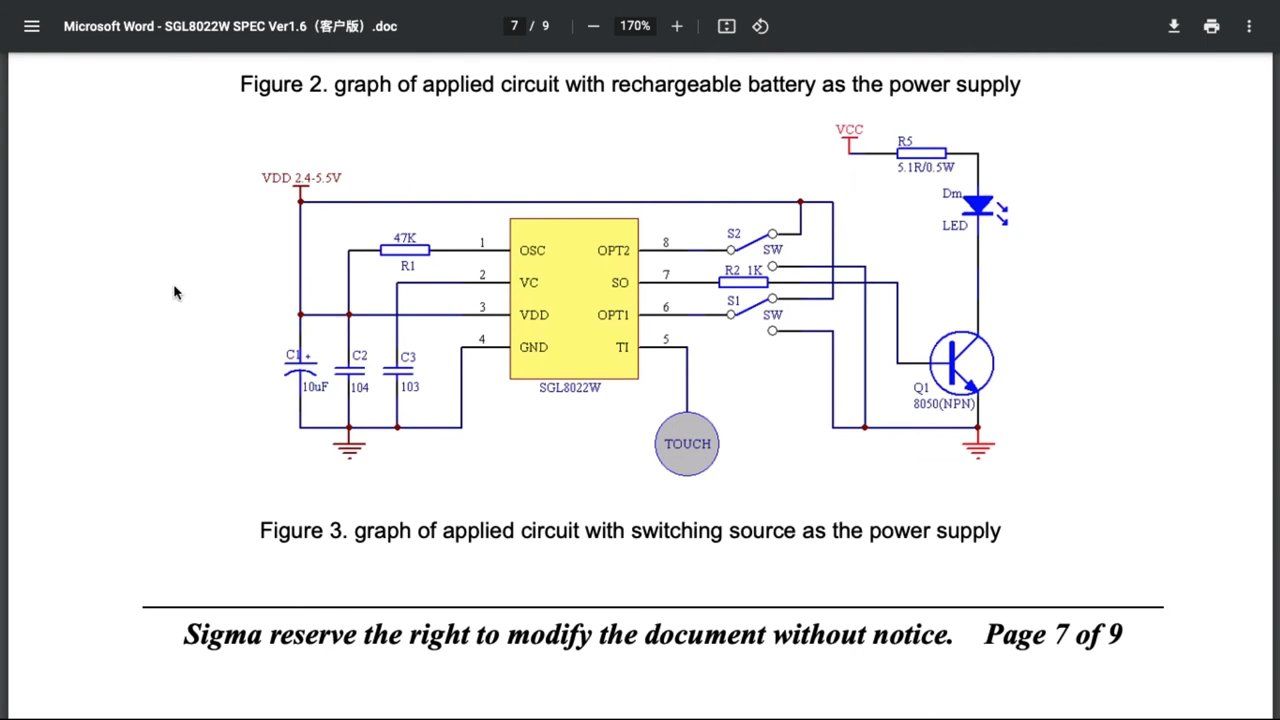 Microsoft Word - SGL8022W SPEC Ver1.6（客户版）.doc
7 / 9
170%
Figure 2. graph of applied circuit with rechargeable battery as the power supply
VCC
R5
5.1R/0.5W
VDD 2.4-5.5V
Dm
LED
47K
R1
1
2
3
4
OSC
VC
VDD
GND
OPT2
SO
OPT1
TI
8
7
6
5
SGL8022W
S2
SW
R2 1K
S1
SW
C1 +
10uF
C2
104
C3
103
Q1
8050(NPN)
TOUCH
Figure 3. graph of applied circuit with switching source as the power supply
Sigma reserve the right to modify the document without notice. Page 7 of 9